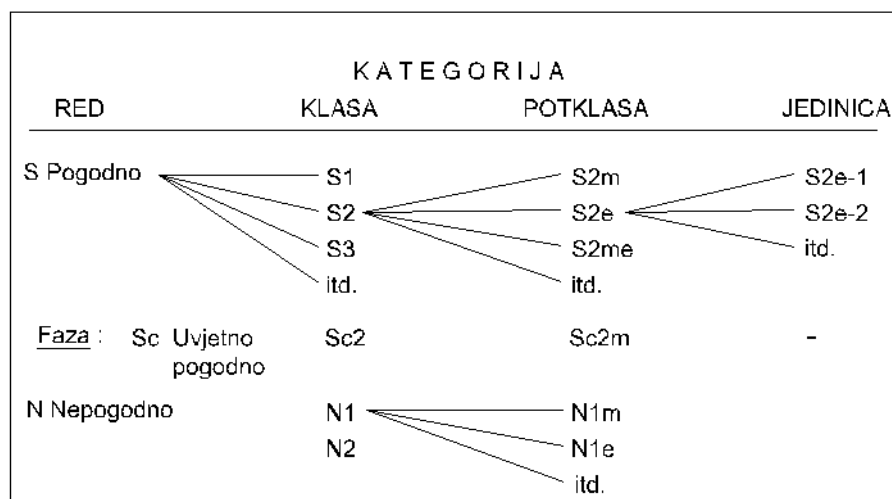 KATEGORIJA
RED KLASA POTKLASA JEDINICA
S Pogodno S1 S2m S2e-1
S2 S2e S2e-2
S3 S2me itd.
itd. itd.
Faza : Sc Uvjetno Sc2 Sc2m -
pogodno
N Nepogodno N1 N1m
N2 N1e
itd.